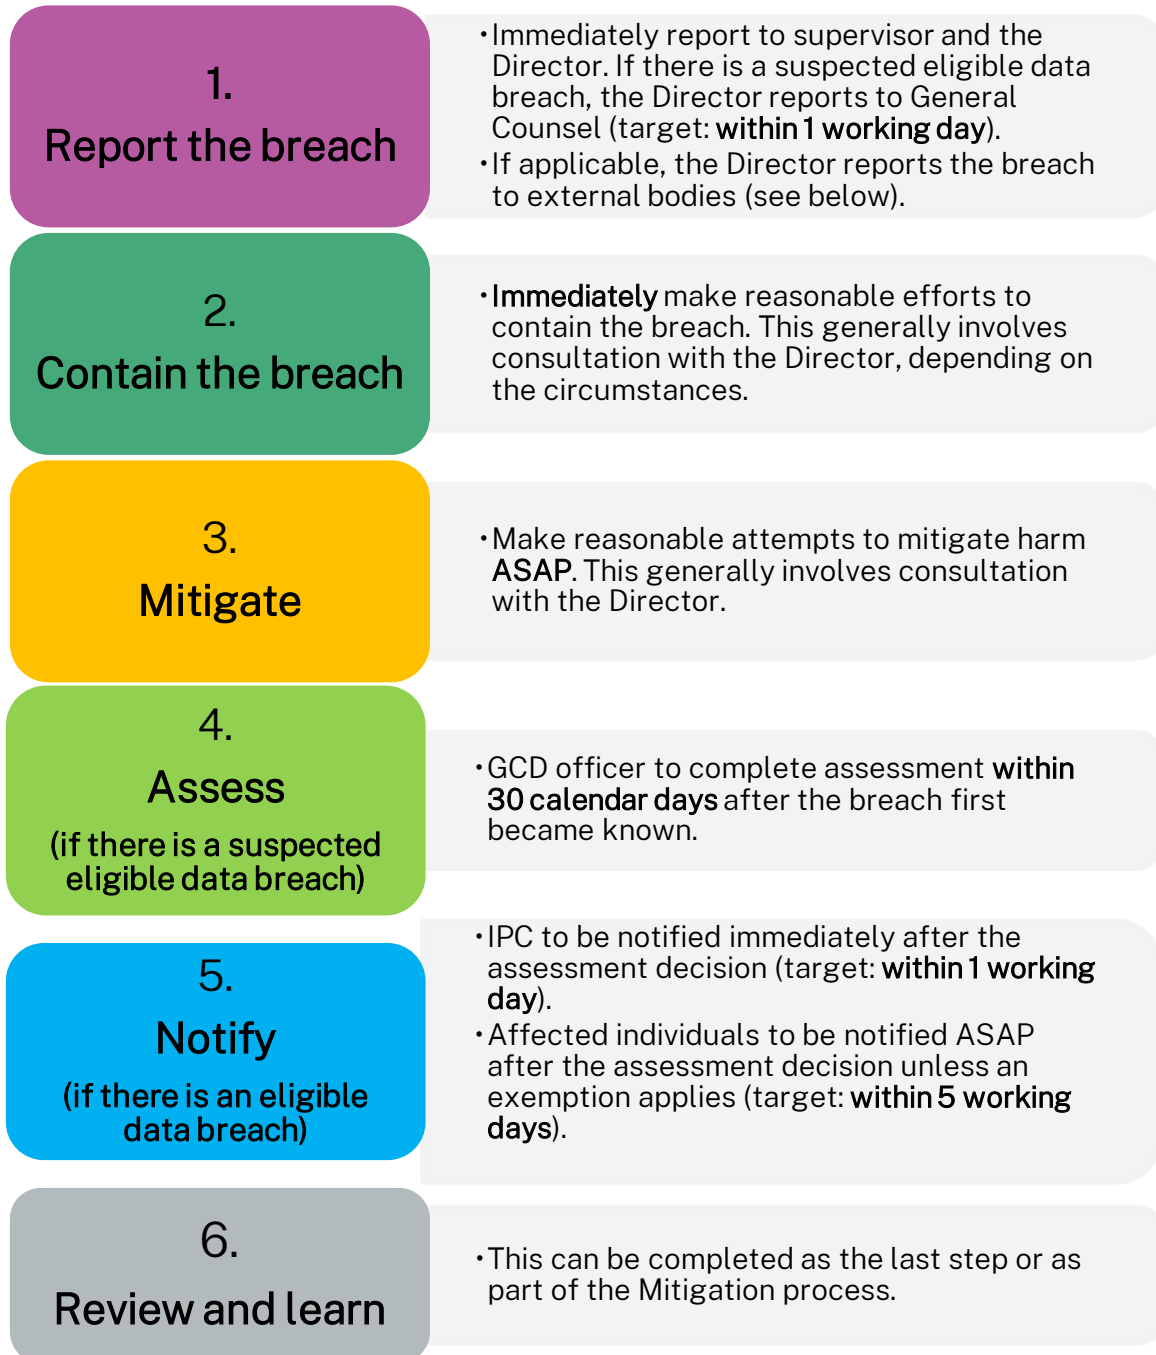 1.
Report the breach
•Immediately report to supervisor and the
Director. If there is a suspected eligible data
breach, the Director reports to General
Counsel (target: within 1 working day).
•If applicable, the Director reports the breach
to external bodies (see below).
2.
Contain the breach
•Immediately make reasonable efforts to
contain the breach. This generally involves
consultation with the Director, depending on
the circumstances.
3.
Mitigate
•Make reasonable attempts to mitigate harm
ASAP. This generally involves consultation
with the Director.
4.
Assess
(if there is a suspected
eligible data breach)
•GCD officer to complete assessment within
30 calendar days after the breach first
became known.
5.
Notify
(if there is an eligible
data breach)
•IPC to be notified immediately after the
assessment decision (target: within 1 working
day).
•Affected individuals to be notified ASAP
after the assessment decision unless an
exemption applies (target: within 5 working
days).
6.
Review and learn
•This can be completed as the last step or as
part of the Mitigation process.